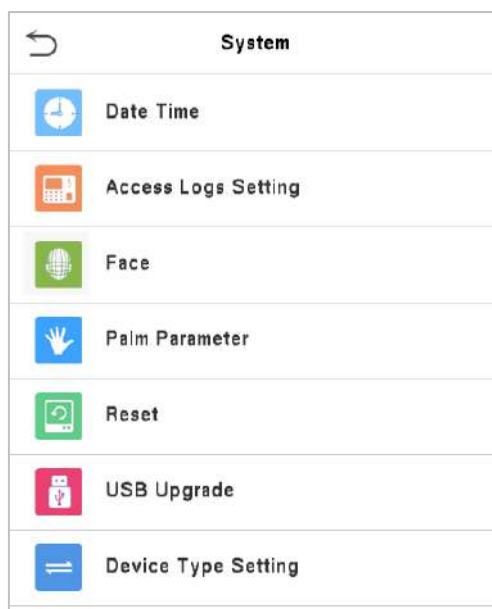 System
Date Time
Access Logs Setting
Face
Palm Parameter
Reset
USB Upgrade
Device Type Setting